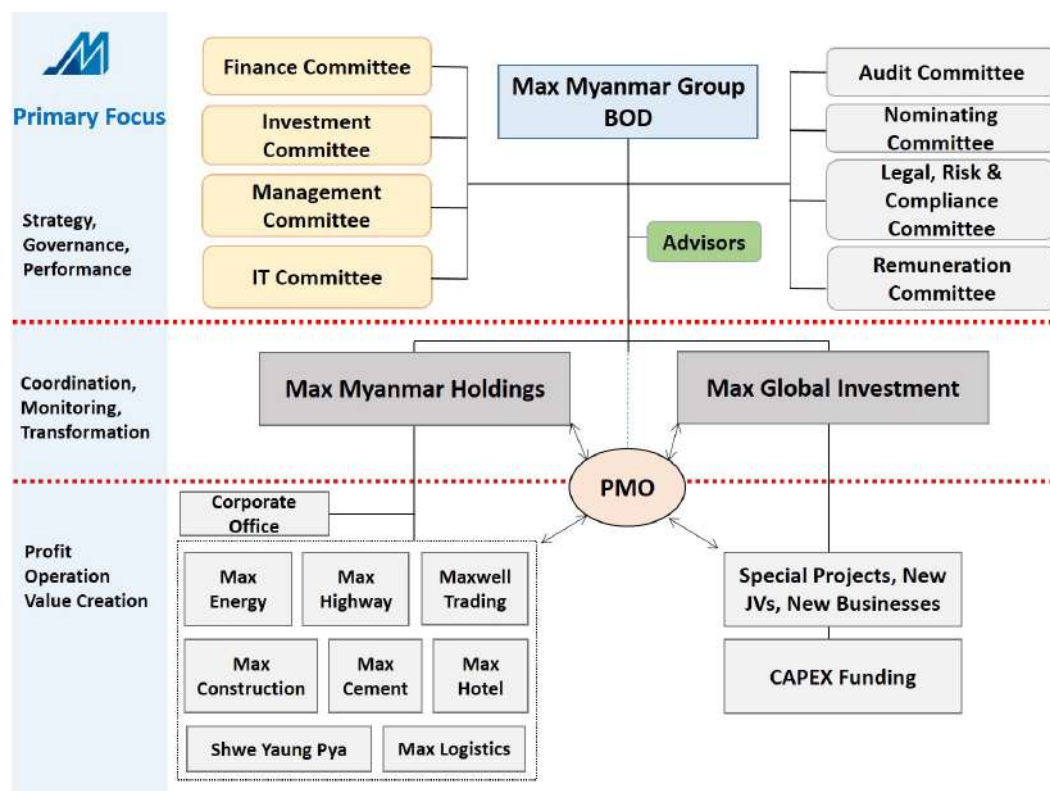 Primary Focus
Strategy,
Governance,
Performance
Finance Committee
Investment
Committee
Management
Committee
IT Committee
Max Myanmar Group
BOD
Advisors
Audit Committee
Nominating
Committee
Legal, Risk &
Compliance
Committee
Remuneration
Committee
Coordination,
Monitoring,
Transformation
Max Myanmar Holdings
Max Global Investment
PMO
Profit
Operation
Value Creation
Corporate
Office
Max
Energy
Max
Highway
Maxwell
Trading
Max
Construction
Max
Cement
Max
Hotel
Shwe Yaung Pya
Max Logistics
Special Projects, New
JVs, New Businesses
CAPEX Funding